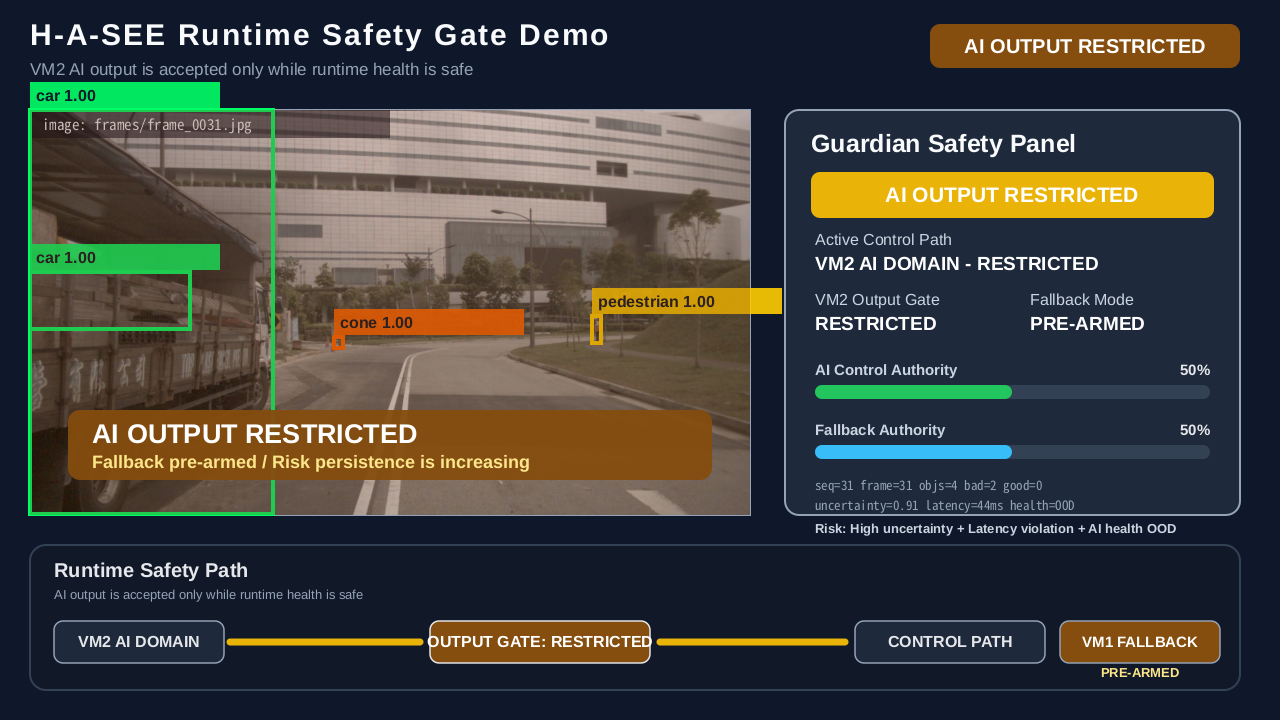 H-A-SEE Runtime Safety Gate Demo
VM2 AI output is accepted only while runtime health is safe
AI OUTPUT RESTRICTED
car 1.00
image: frames/frame_0031.jpg
car 1.00
cone 1.00
pedestrian 1.00
AI OUTPUT RESTRICTED
Fallback pre-armed / Risk persistence is increasing
Guardian Safety Panel
AI OUTPUT RESTRICTED
Active Control Path
VM2 AI DOMAIN - RESTRICTED
VM2 Output Gate
RESTRICTED
Fallback Mode
PRE-ARMED
AI Control Authority 50%
Fallback Authority 50%
seq=31 frame=31 objs=4 bad=2 good=0
uncertainty=0.91 latency=44ms health=OOD
Risk: High uncertainty + Latency violation + AI health OOD
Runtime Safety Path
AI output is accepted only while runtime health is safe
VM2 AI DOMAIN
OUTPUT GATE: RESTRICTED
CONTROL PATH
VM1 FALLBACK
PRE-ARMED